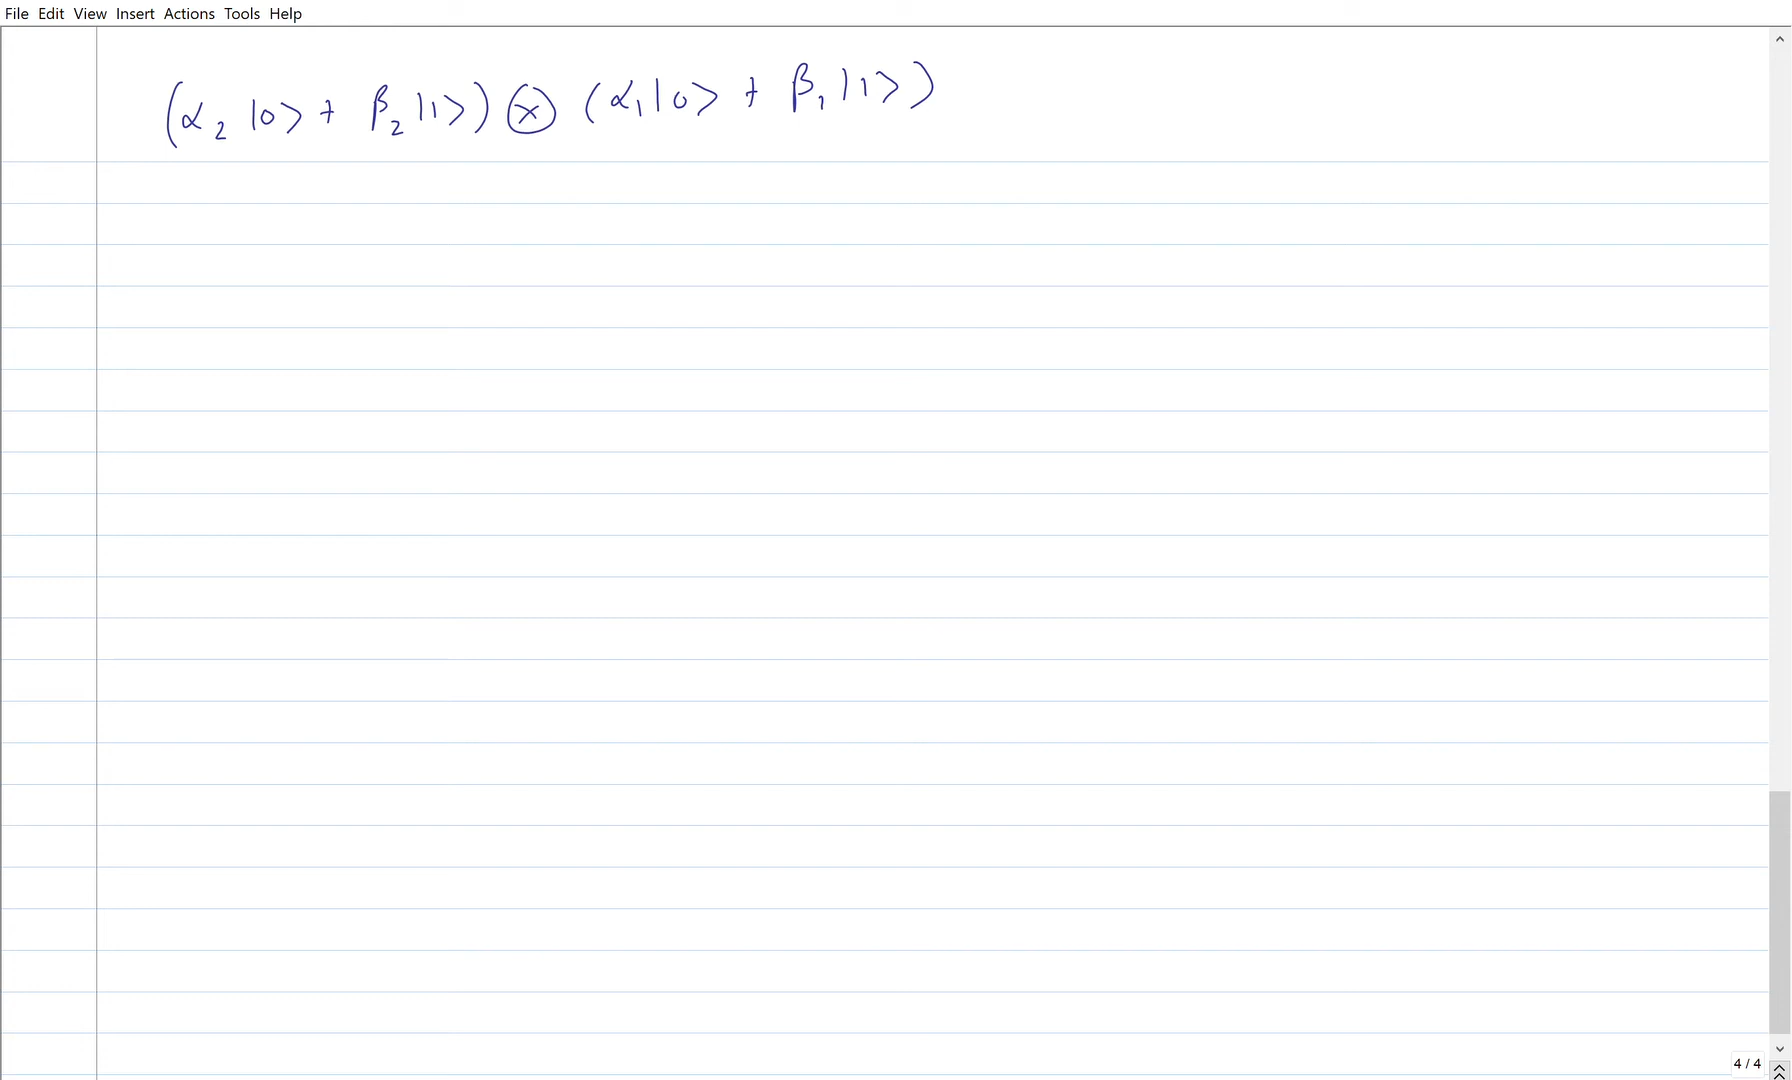 File Edit View Insert Actions Tools Help
(α₂ |0> + β₂ |1>) ⊗ (α₁ |0> + β₁ |1>)
4 / 4